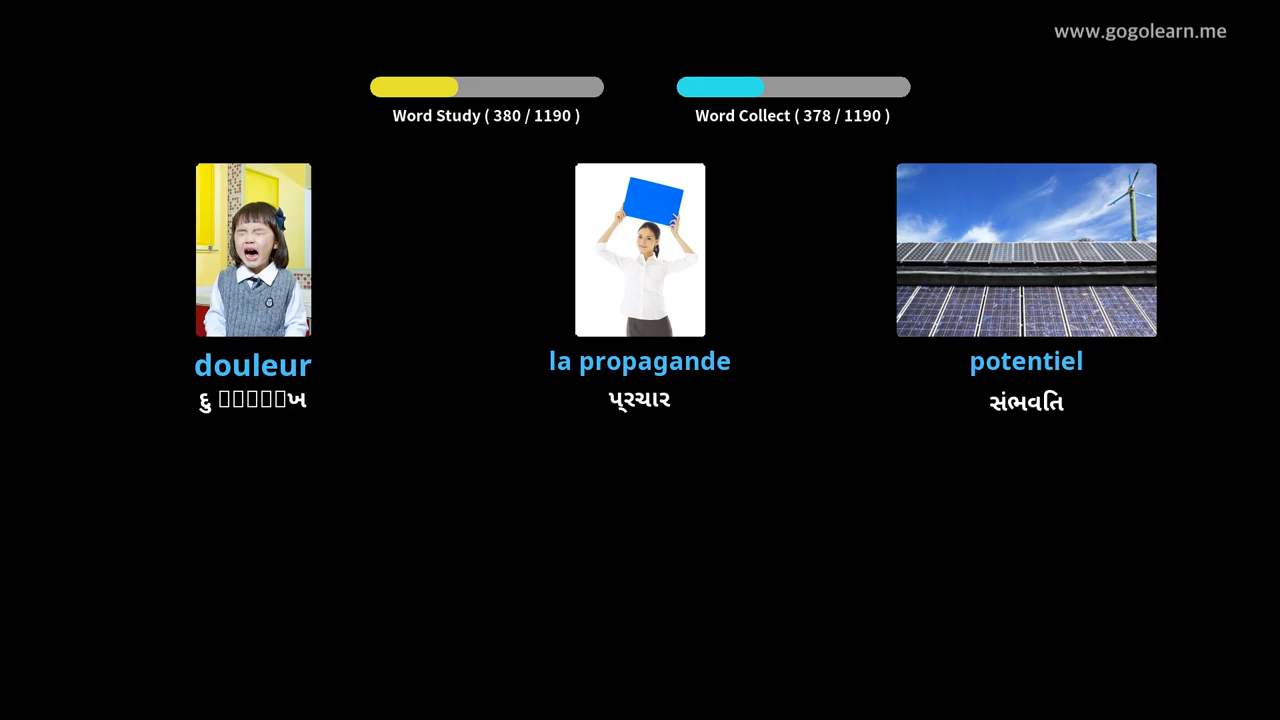 www.gogolearn.me
Word Study ( 380 / 1190 )
Word Collect ( 378 / 1190 )
douleur
la propagande
potentiel
પ્રચાર
સંભવતિ